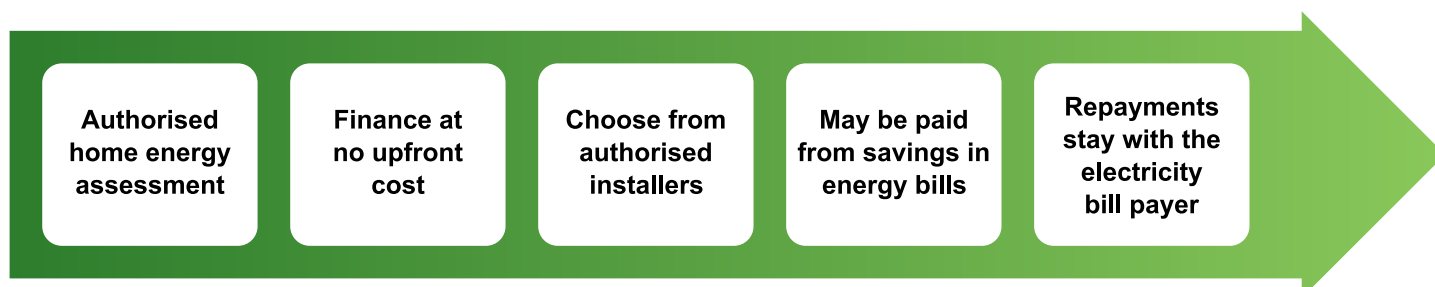 Authorised
home energy
assessment
Finance at
no upfront
cost
Choose from
authorised
installers
May be paid
from savings in
energy bills
Repayments
stay with the
electricity
bill payer